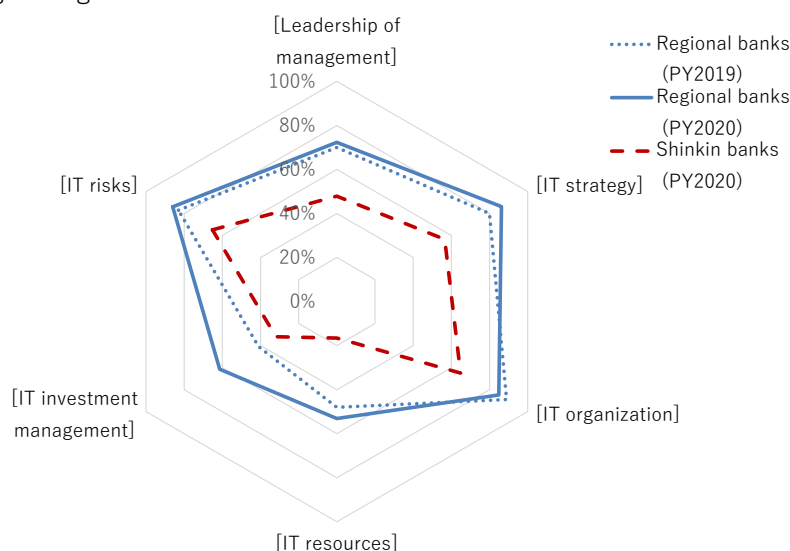 [Leadership of
management]
100%
80%
60%
40%
20%
0%
[IT strategy]
[IT organization]
[IT resources]
[IT investment
management]
[IT risks]
Regional banks
(PY2019)
Regional banks
(PY2020)
Shinkin banks
(PY2020)